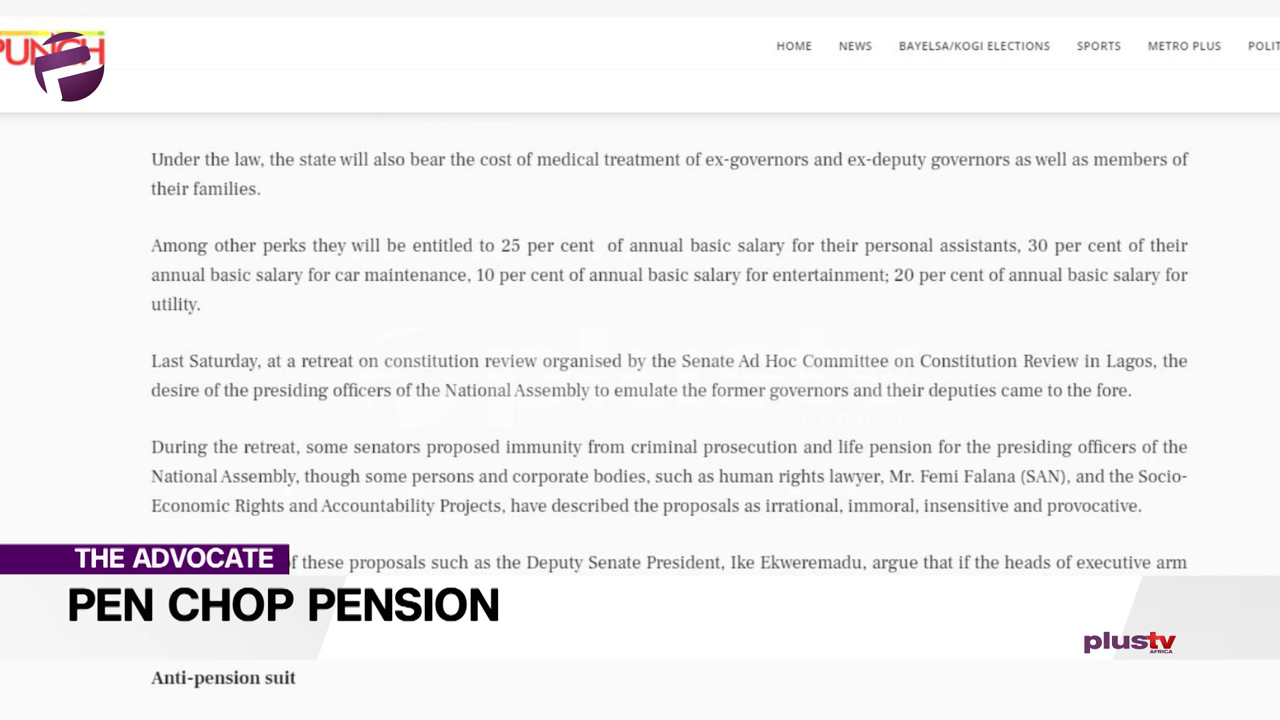 PUNCH
HOME NEWS BAYELSA/KOGI ELECTIONS SPORTS METRO PLUS
Under the law, the state will also bear the cost of medical treatment of ex-governors and ex-deputy governors as well as members of
their families.
Among other perks they will be entitled to 25 per cent of annual basic salary for their personal assistants, 30 per cent of their
annual basic salary for car maintenance, 10 per cent of annual basic salary for entertainment; 20 per cent of annual basic salary for
utility.
Last Saturday, at a retreat on constitution review organised by the Senate Ad Hoc Committee on Constitution Review in Lagos, the
desire of the presiding officers of the National Assembly to emulate the former governors and their deputies came to the fore.
During the retreat, some senators proposed immunity from criminal prosecution and life pension for the presiding officers of the
National Assembly, though some persons and corporate bodies, such as human rights lawyer, Mr. Femi Falana (SAN), and the Socio-
Economic Rights and Accountability Projects, have described the proposals as irrational, immoral, insensitive and provocative.
THE ADVOCATE
of these proposals such as the Deputy Senate President, Ike Ekweremadu, argue that if the heads of executive arm
PEN CHOP PENSION
plustv
AFRICA
Anti-pension suit